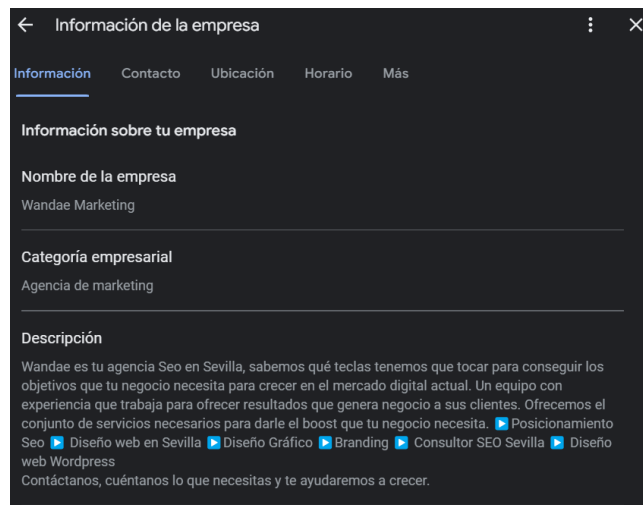 Información de la empresa
Información Contacto Ubicación Horario Más
Información sobre tu empresa
Nombre de la empresa
Wandae Marketing
Categoría empresarial
Agencia de marketing
Descripción
Wandae es tu agencia Seo en Sevilla, sabemos qué teclas tenemos que tocar para conseguir los
objetivos que tu negocio necesita para crecer en el mercado digital actual. Un equipo con
experiencia que trabaja para ofrecer resultados que genera negocio a sus clientes. Ofrecemos el
conjunto de servicios necesarios para darle el boost que tu negocio necesita. ▶️ Posicionamiento
Seo ▶️ Diseño web en Sevilla ▶️ Diseño Gráfico ▶️ Branding ▶️ Consultor SEO Sevilla ▶️ Diseño
web Wordpress
Contáctanos, cuéntanos lo que necesitas y te ayudaremos a crecer.